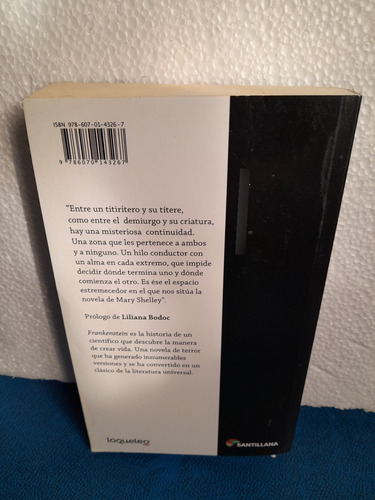 ISBN 978-607-01-4326-7
9 786070 143267
"Entre un titiritero y su títere,
como entre el demiurgo y su criatura,
hay una misteriosa continuidad.
Una zona que les pertenece a ambos
y a ninguno. Un hilo conductor con
un alma en cada extremo, que impide
decidir dónde termina uno y dónde
comienza el otro. Es ése el espacio
estremecedor en el que nos sitúa la
novela de Mary Shelley".
Prólogo de Liliana Bodoc
Frankenstein es la historia de un
científico que descubre la manera
de crear vida. Una novela de terror
que ha generado innumerables
versiones y se ha convertido en un
clásico de la literatura universal.
loqueleo
SANTILLANA